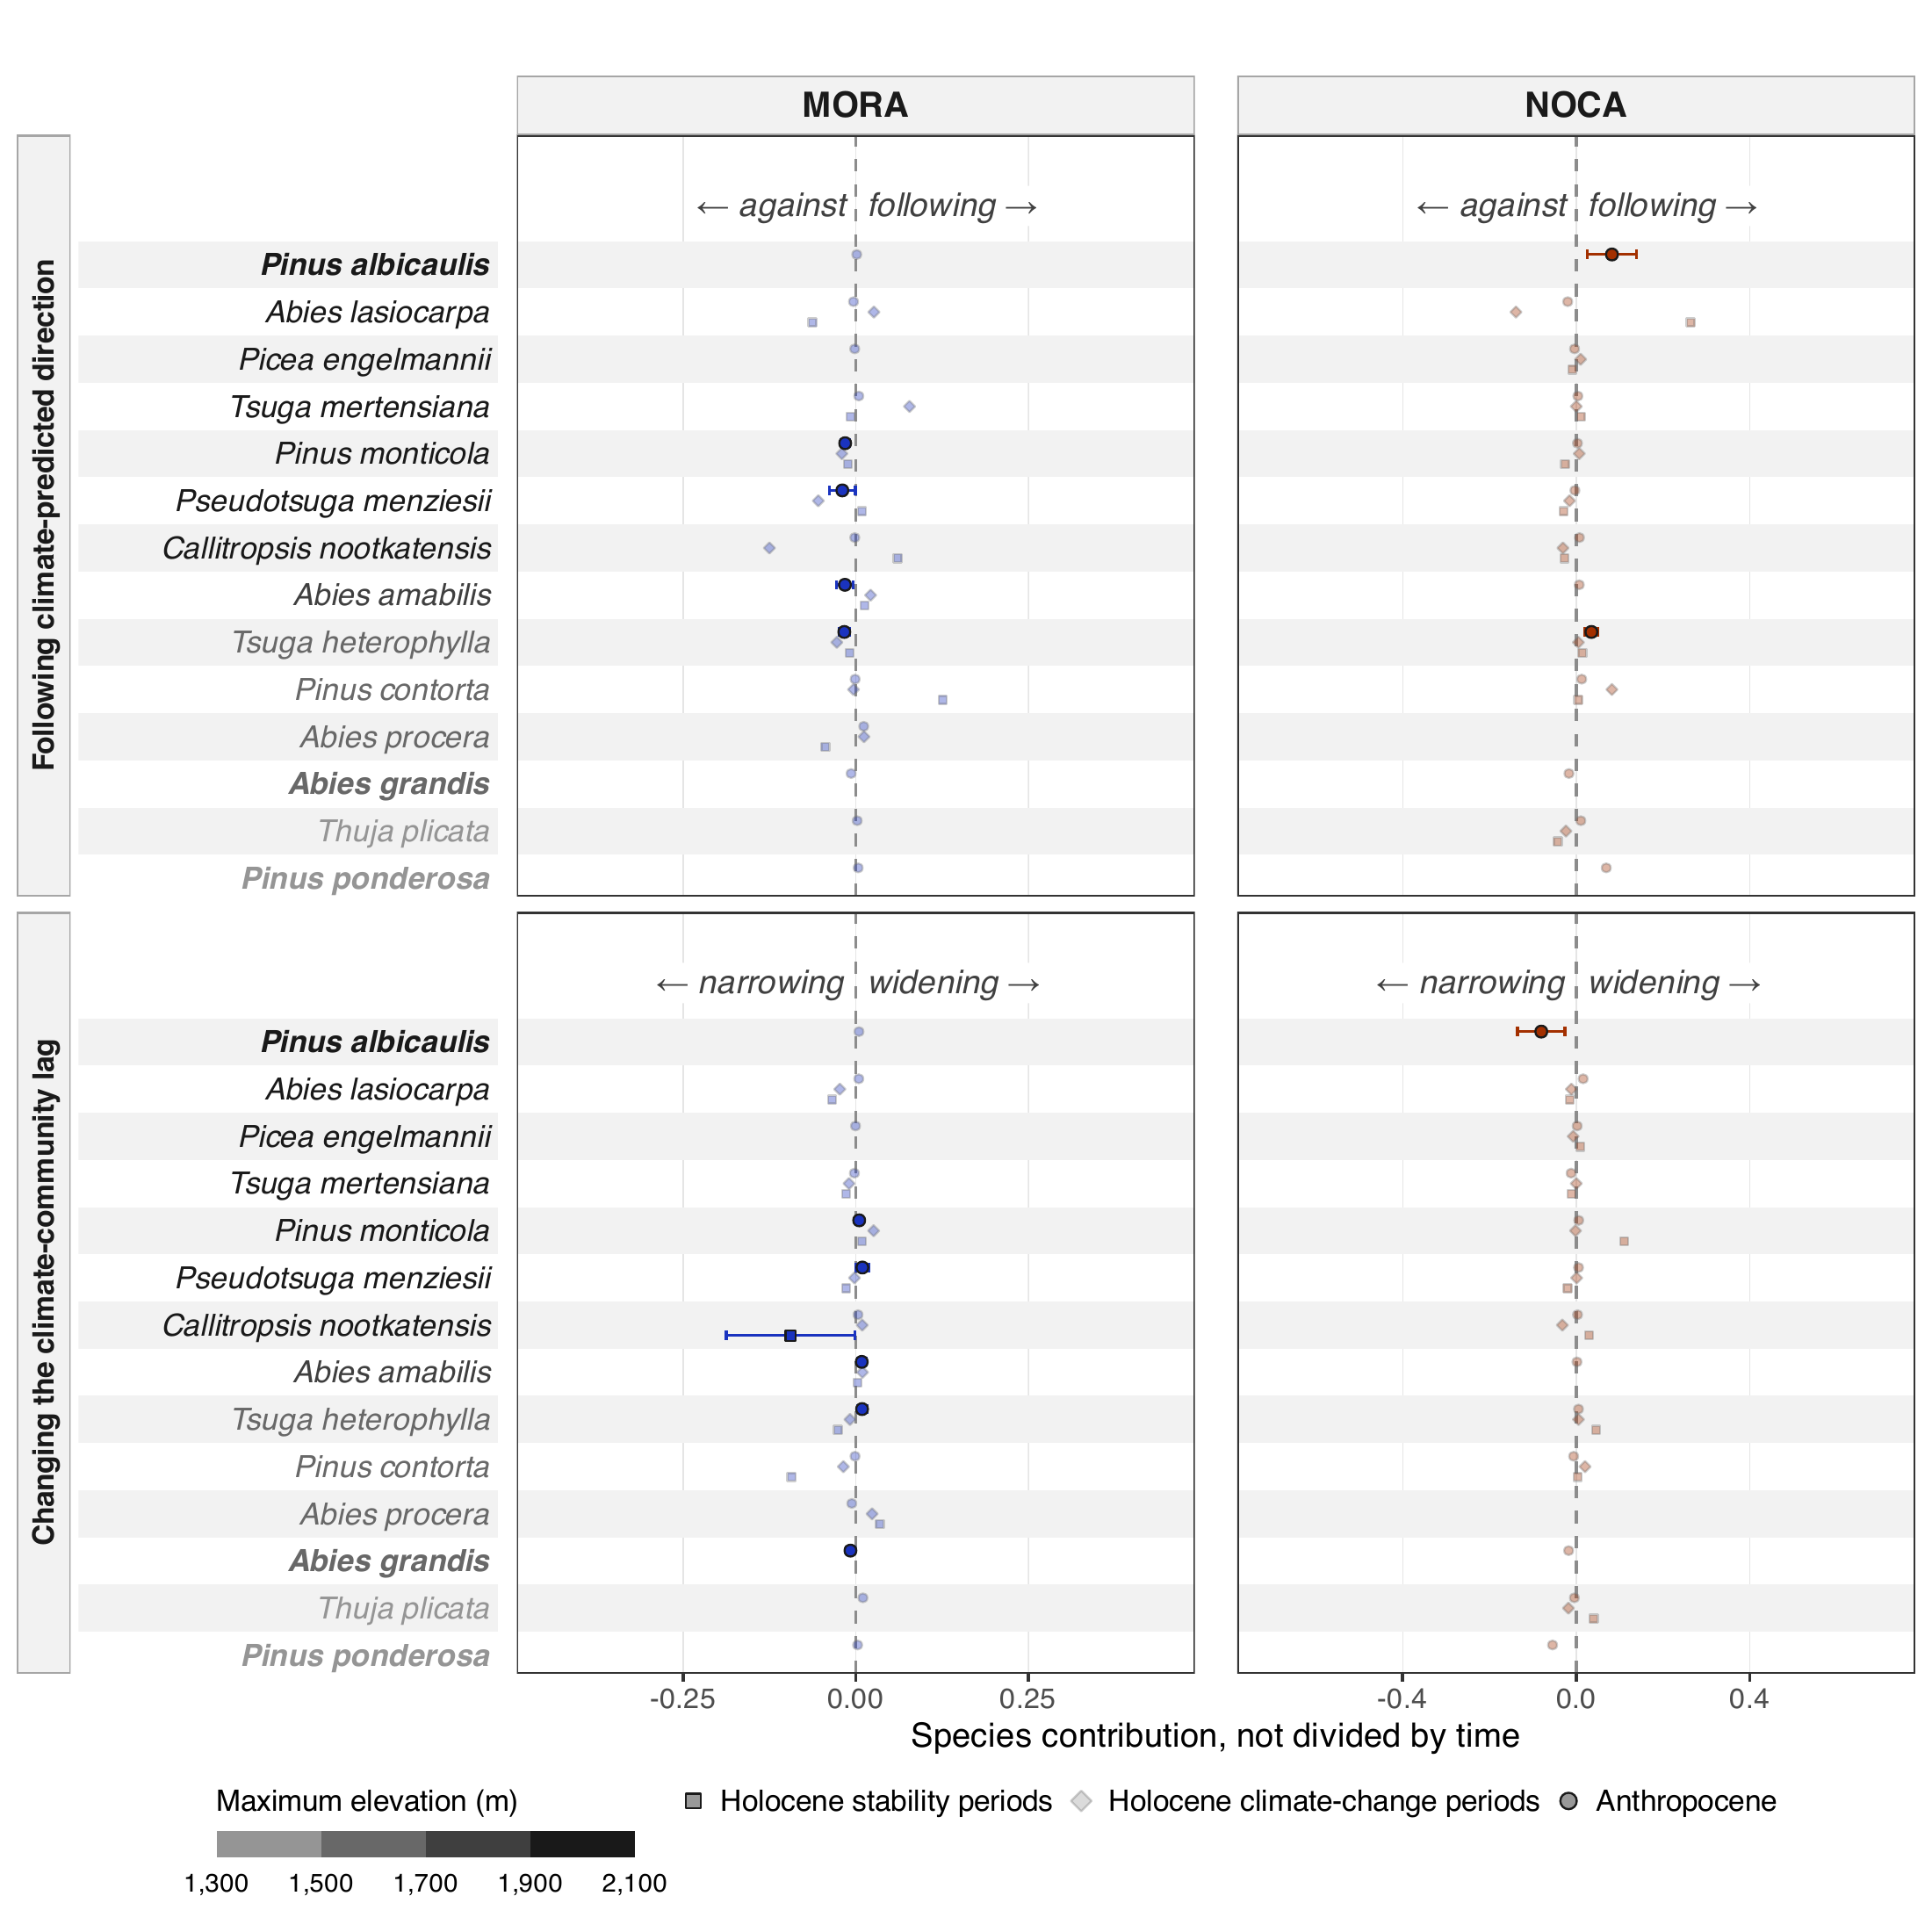 MORA
NOCA
Following climate-predicted direction
← against following →
← against following →
Pinus albicaulis
Abies lasiocarpa
Picea engelmannii
Tsuga mertensiana
Pinus monticola
Pseudotsuga menziesii
Callitropsis nootkatensis
Abies amabilis
Tsuga heterophylla
Pinus contorta
Abies procera
Abies grandis
Thuja plicata
Pinus ponderosa
Changing the climate-community lag
← narrowing widening →
← narrowing widening →
Pinus albicaulis
Abies lasiocarpa
Picea engelmannii
Tsuga mertensiana
Pinus monticola
Pseudotsuga menziesii
Callitropsis nootkatensis
Abies amabilis
Tsuga heterophylla
Pinus contorta
Abies procera
Abies grandis
Thuja plicata
Pinus ponderosa
-0.25 0.00 0.25
-0.4 0.0 0.4
Species contribution, not divided by time
Maximum elevation (m)
1,300 1,500 1,700 1,900 2,100
Holocene stability periods
Holocene climate-change periods
Anthropocene